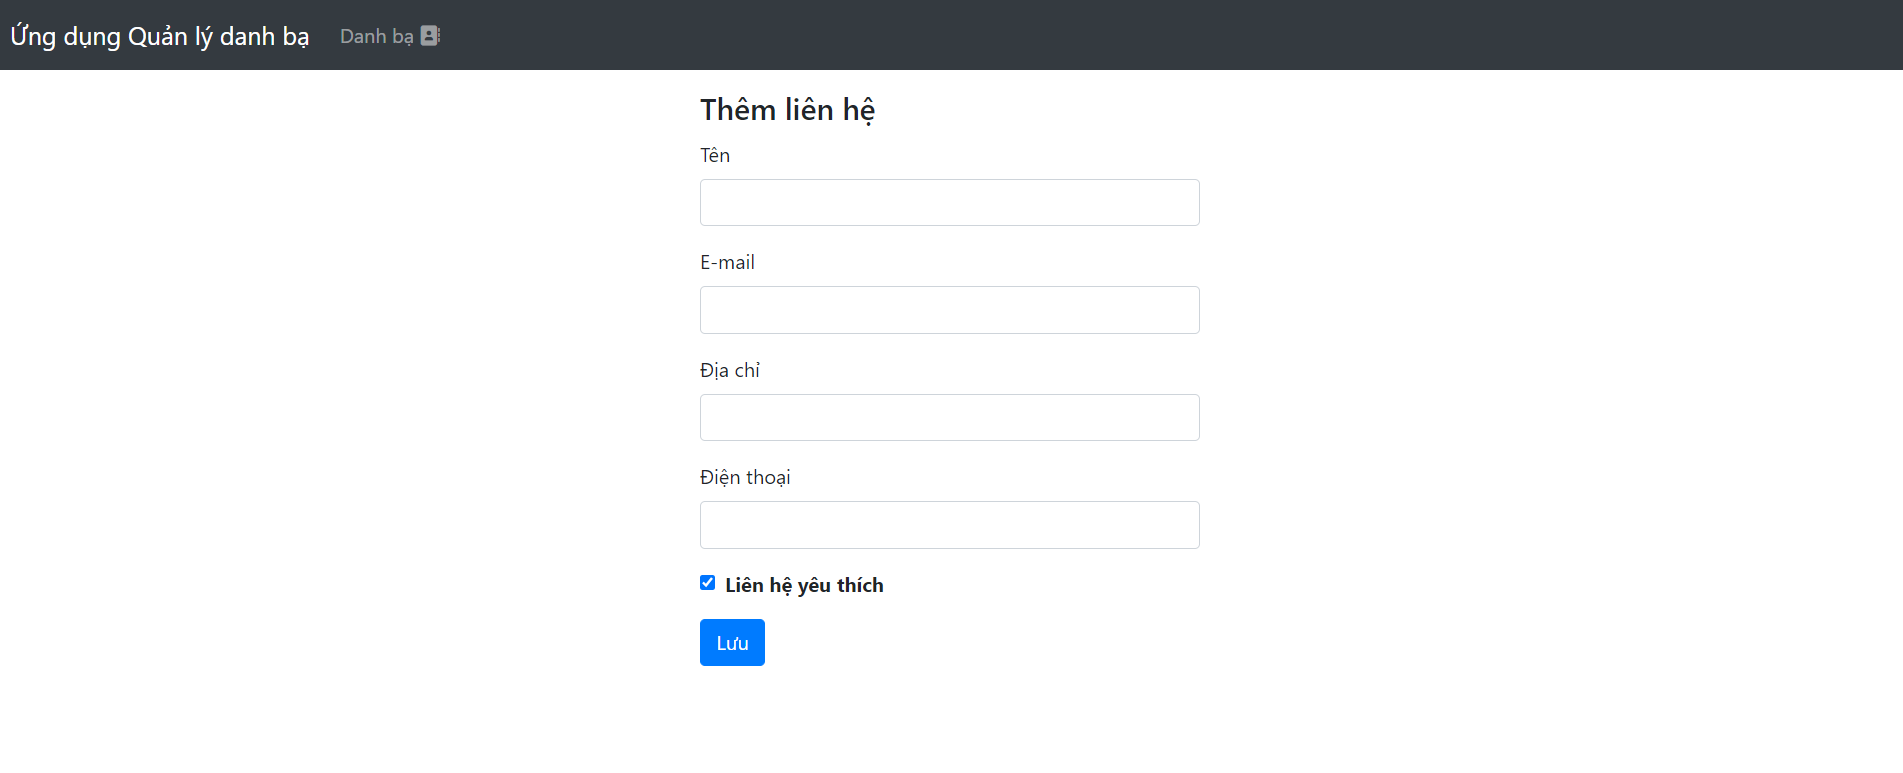 Ứng dụng Quản lý danh bạ Danh bạ
Thêm liên hệ
Tên
E-mail
Địa chỉ
Điện thoại
Liên hệ yêu thích
Lưu